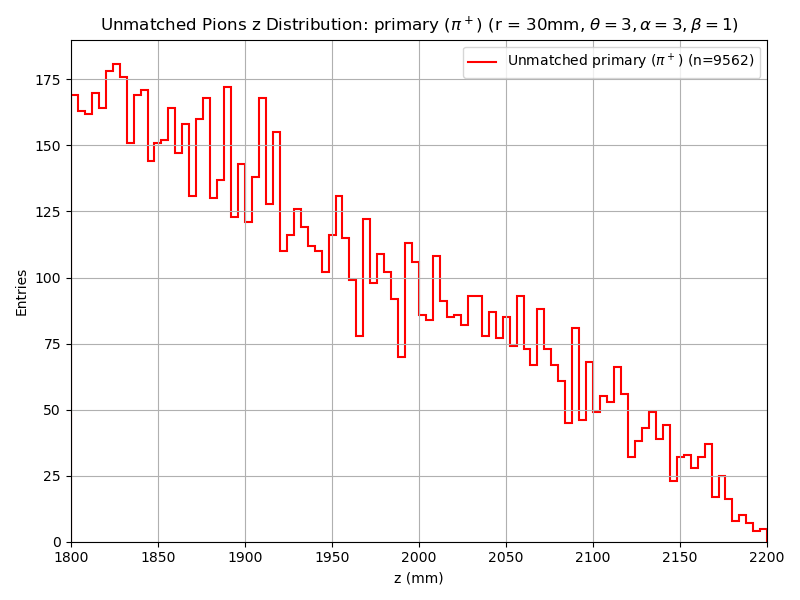 Unmatched Pions z Distribution: primary (π⁺) (r = 30mm, θ = 3, α = 3, β = 1)
Unmatched primary (π⁺) (n=9562)
Entries
175
150
125
100
75
50
25
0
1800 1850 1900 1950 2000 2050 2100 2150 2200
z (mm)